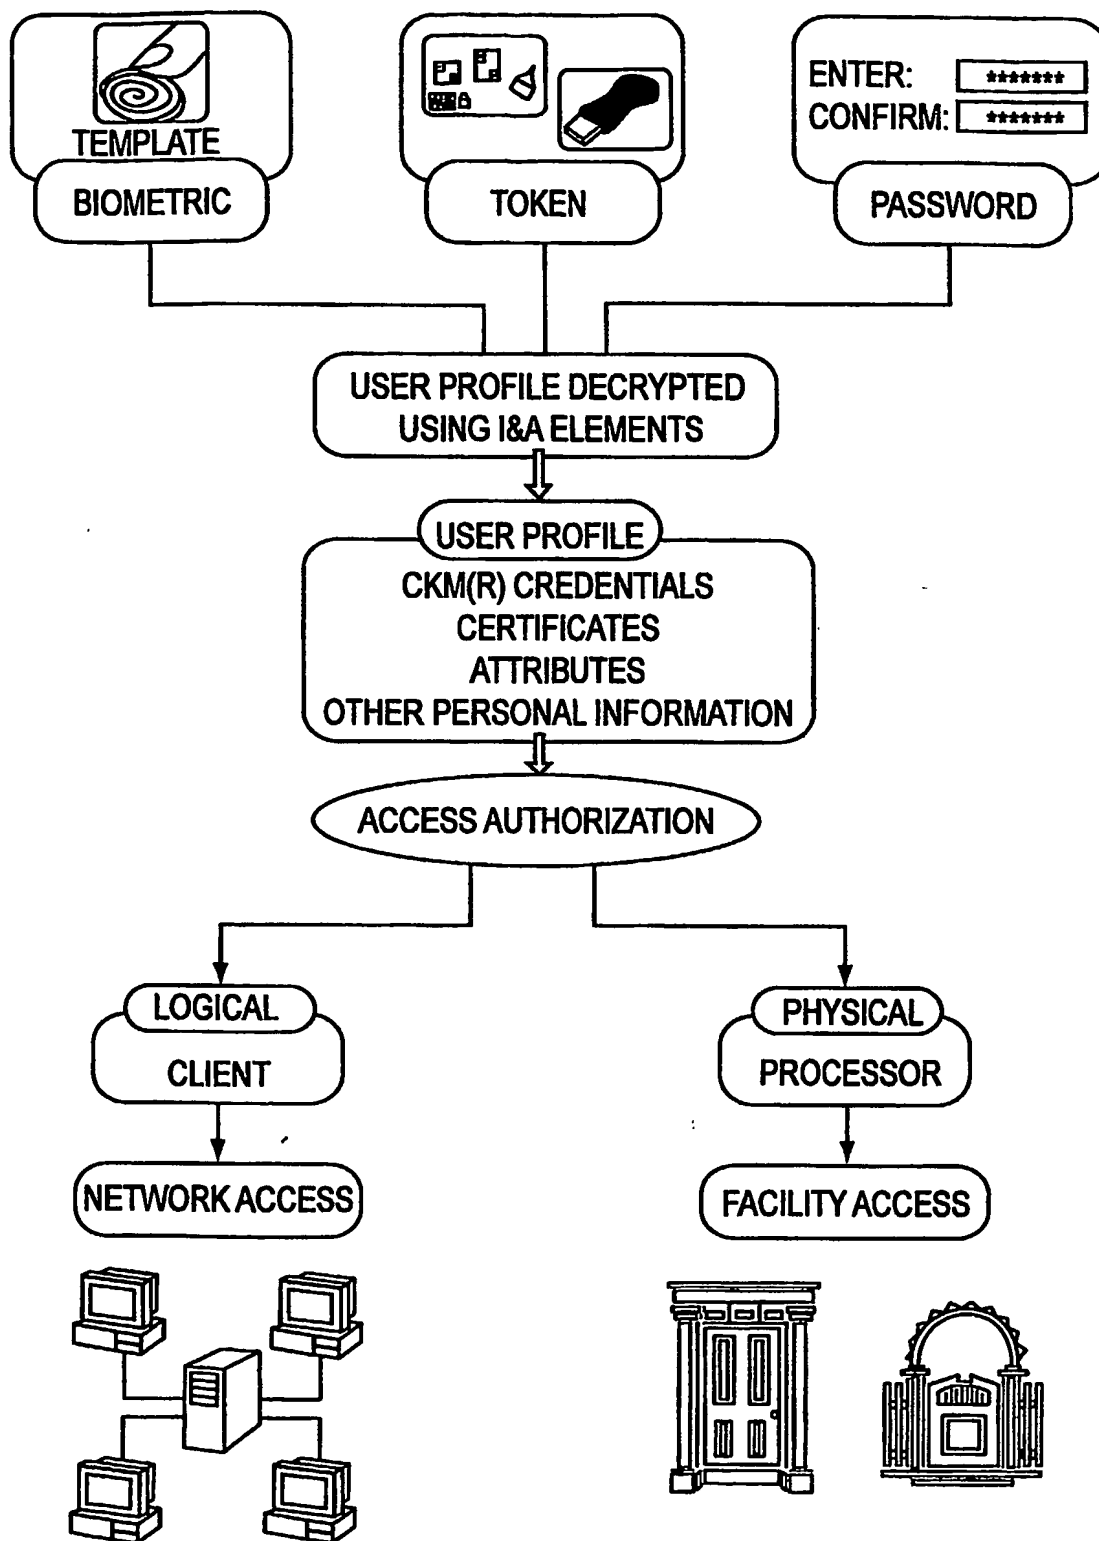 TEMPLATE
BIOMETRIC
TOKEN
ENTER: *******
CONFIRM: *******
PASSWORD
USER PROFILE DECRYPTED
USING I&A ELEMENTS
USER PROFILE
CKM(R) CREDENTIALS
CERTIFICATES
ATTRIBUTES
OTHER PERSONAL INFORMATION
ACCESS AUTHORIZATION
LOGICAL
CLIENT
NETWORK ACCESS
PHYSICAL
PROCESSOR
FACILITY ACCESS